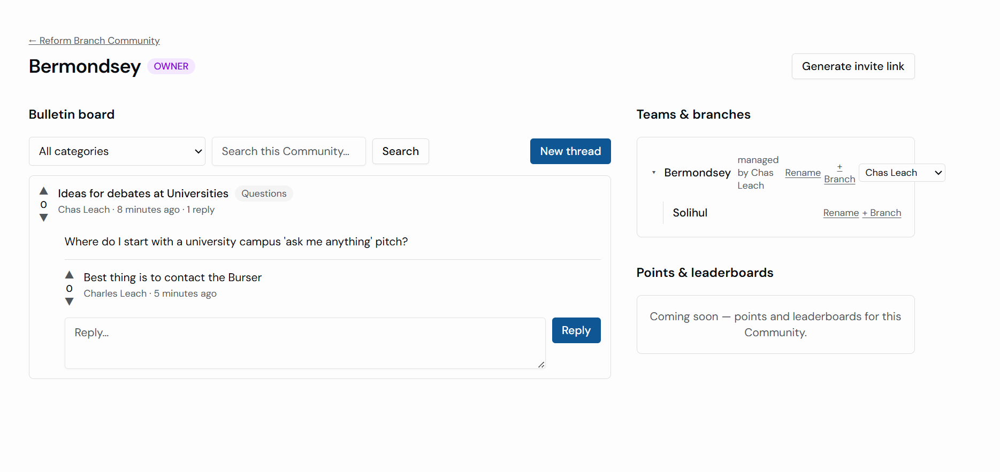 ← Reform Branch Community
Bermondsey OWNER
Generate invite link
Bulletin board
All categories
Search this Community...
Search
New thread
▲
0
▼
Ideas for debates at Universities Questions
Chas Leach · 8 minutes ago · 1 reply
Where do I start with a university campus 'ask me anything' pitch?
▲
0
▼
Best thing is to contact the Burser
Charles Leach · 5 minutes ago
Reply...
Reply
Teams & branches
▾ Bermondsey
managed
by Chas
Leach
Rename
+
Branch
Chas Leach
Solihul
Rename + Branch
Points & leaderboards
Coming soon — points and leaderboards for this
Community.